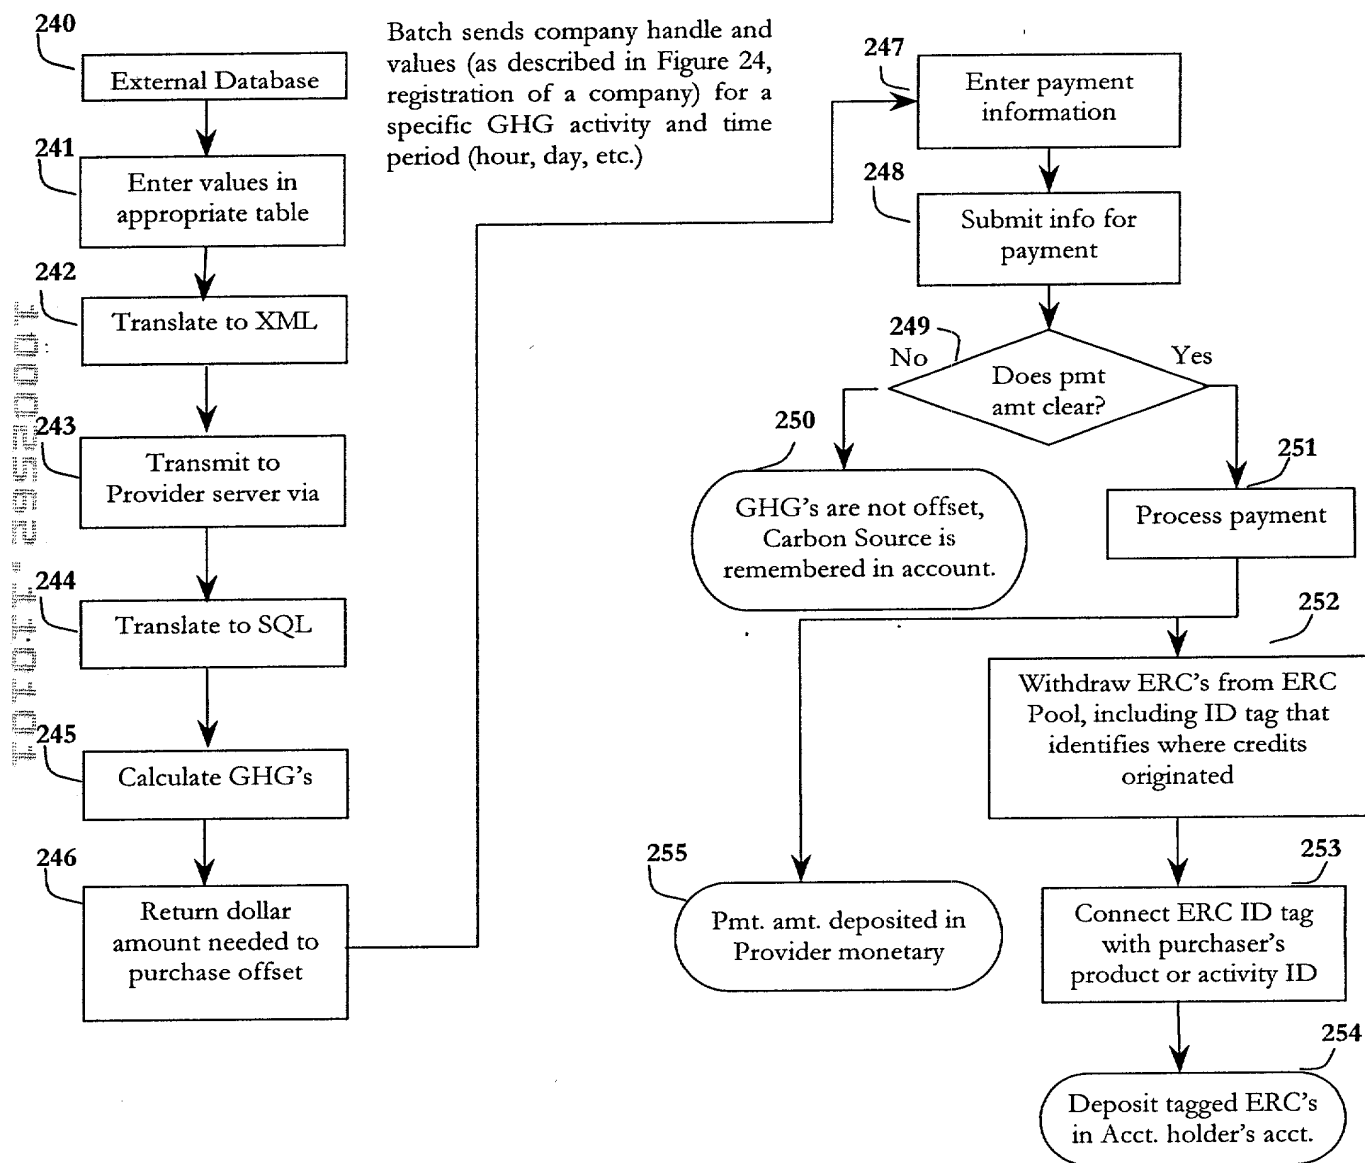 240
External Database
241
Enter values in
appropriate table
242
Translate to XML
243
Transmit to
Provider server via
244
Translate to SQL
245
Calculate GHG's
246
Return dollar
amount needed to
purchase offset
Batch sends company handle and
values (as described in Figure 24,
registration of a company) for a
specific GHG activity and time
period (hour, day, etc.)
247
Enter payment
information
248
Submit info for
payment
249
No
Yes
Does pmt
amt clear?
250
GHG's are not offset,
Carbon Source is
remembered in account.
251
Process payment
252
Withdraw ERC's from ERC
Pool, including ID tag that
identifies where credits
originated
253
Connect ERC ID tag
with purchaser's
product or activity ID
254
Deposit tagged ERC's
in Acct. holder's acct.
255
Pmt. amt. deposited in
Provider monetary